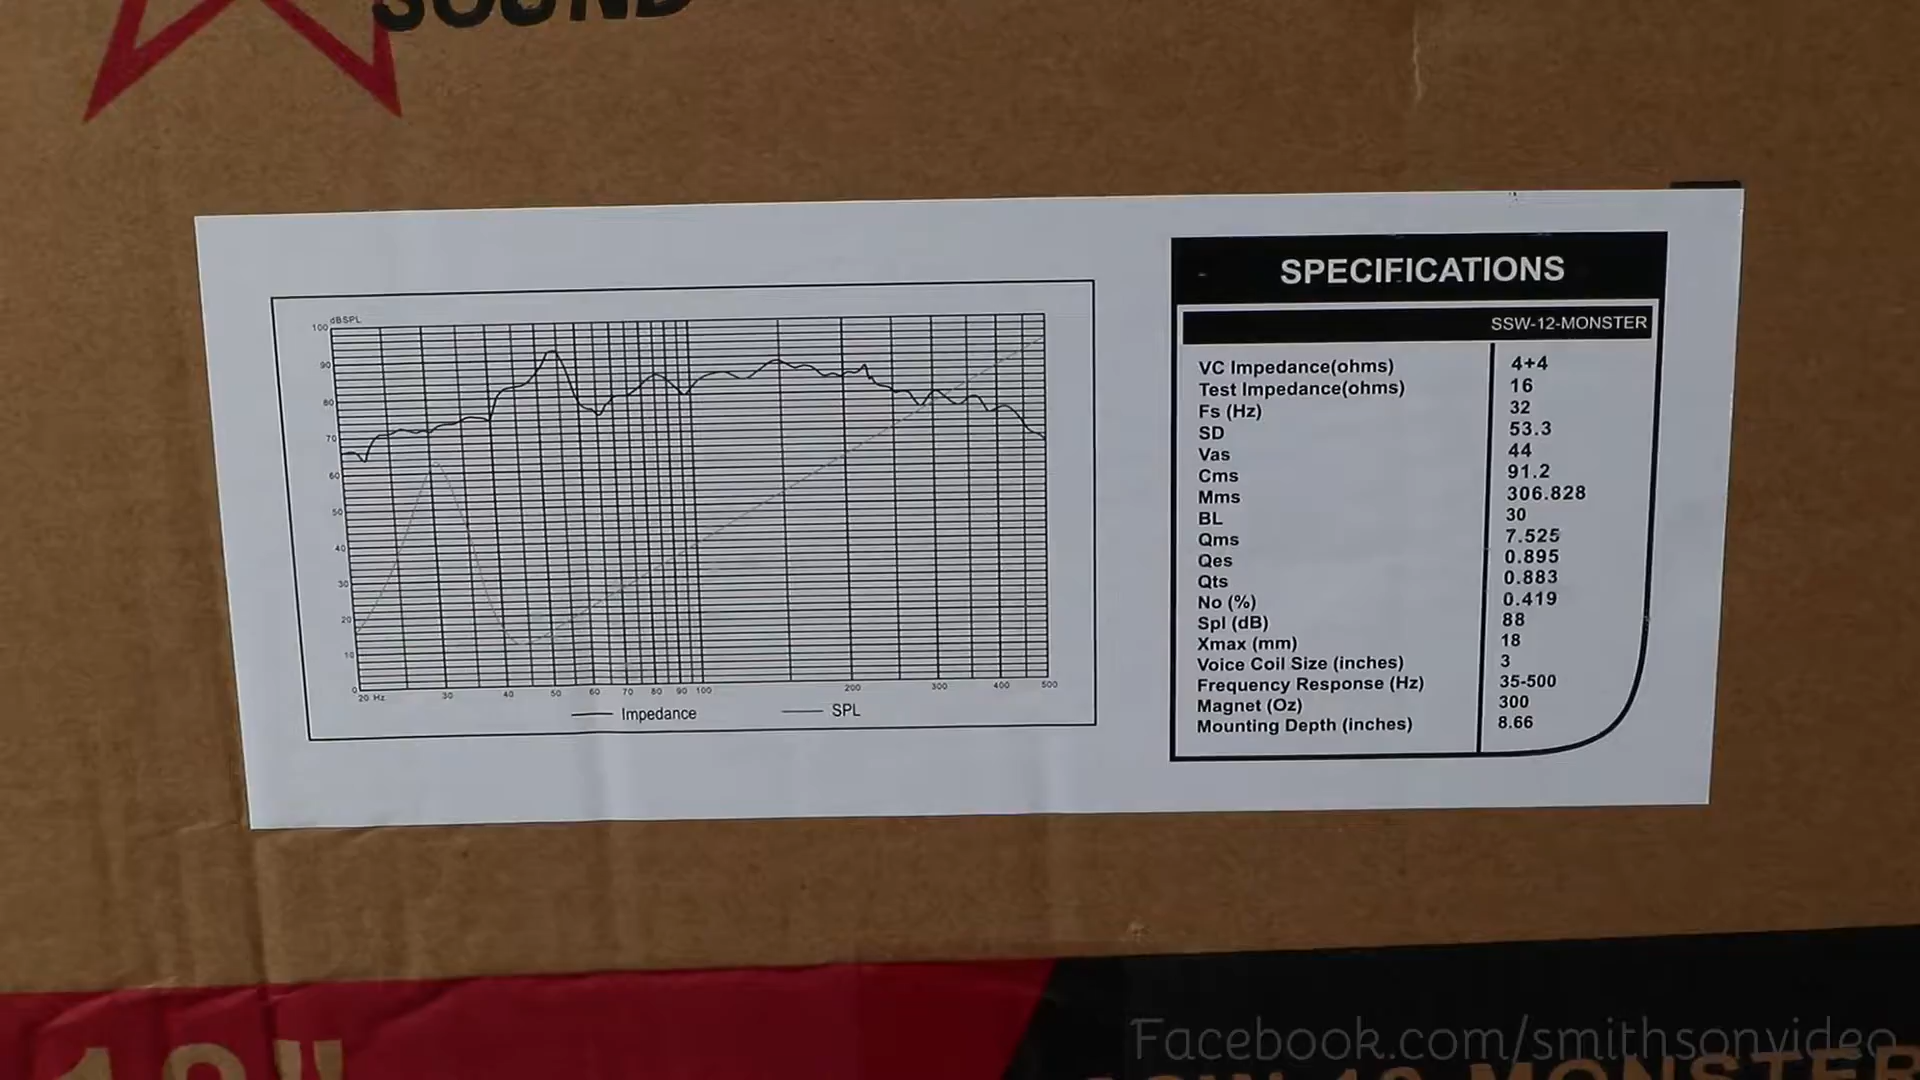 SOUND
dBSPL
100
90
80
70
60
50
40
30
20
10
0
20 Hz 30 40 50 60 70 80 90 100 200 300 400 500
Impedance SPL
SPECIFICATIONS
SSW-12-MONSTER
VC Impedance(ohms) 4+4
Test Impedance(ohms) 16
Fs (Hz) 32
SD 53.3
Vas 44
Cms 91.2
Mms 306.828
BL 30
Qms 7.525
Qes 0.895
Qts 0.883
No (%) 0.419
Spl (dB) 88
Xmax (mm) 18
Voice Coil Size (inches) 3
Frequency Response (Hz) 35-500
Magnet (Oz) 300
Mounting Depth (inches) 8.66
12"
Facebook.com/smithsonvideo
SSW-12-MONSTER